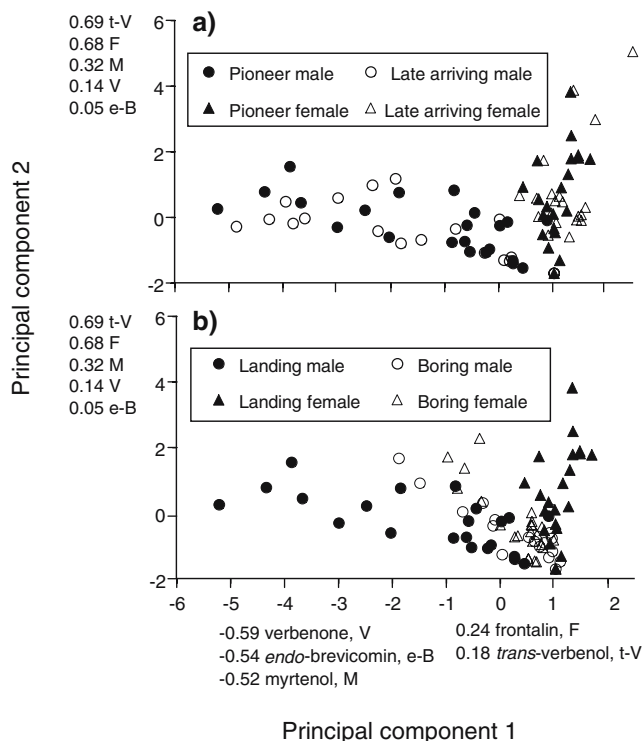 Principal component 2
0.69 t-V
0.68 F
0.32 M
0.14 V
0.05 e-B
a)
Pioneer male Late arriving male
Pioneer female Late arriving female
6
4
2
0
-2
0.69 t-V
0.68 F
0.32 M
0.14 V
0.05 e-B
b)
Landing male Boring male
Landing female Boring female
6
4
2
0
-2
-6 -5 -4 -3 -2 -1 0 1 2
-0.59 verbenone, V 0.24 frontalin, F
-0.54 endo-brevicomin, e-B 0.18 trans-verbenol, t-V
-0.52 myrtenol, M
Principal component 1